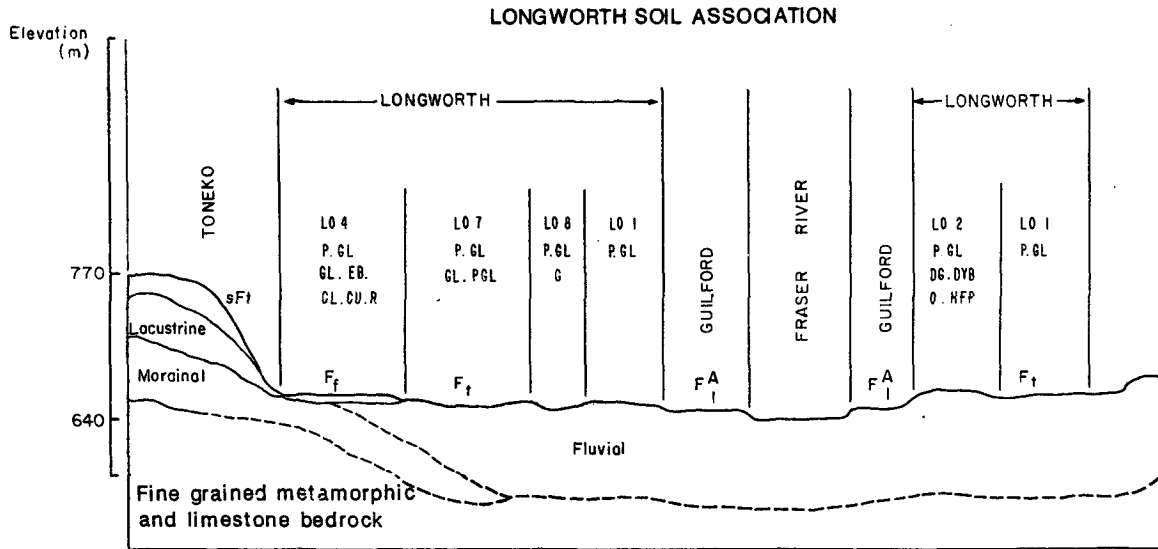 LONGWORTH SOIL ASSOCIATION
Elevation
(m)
LONGWORTH
LONGWORTH
TONEKO
LO 4
P. GL
GL. EB.
GL. CU. R
LO 7
P. GL
GL. PGL
LO 8
P. GL
G
LO 1
P. GL
GUILFORD
FRASER RIVER
GUILFORD
LO 2
P. GL
DG. DYB
O. HFP
LO 1
P. GL
770
sFt
Lacustrine
Morainal
Ff
Ft
FA
FA
Ft
640
Fluvial
Fine grained metamorphic
and limestone bedrock